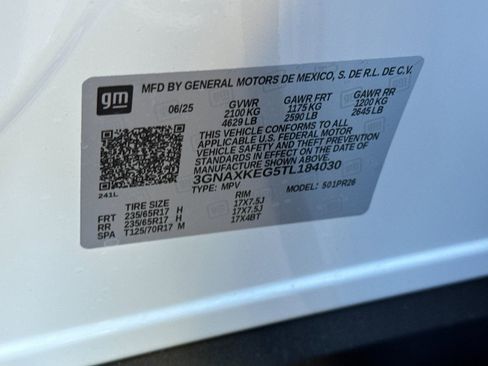 gm MFD BY GENERAL MOTORS DE MEXICO, S. DE R.L. DE C.V.
06/25 GVWR GAWR FRT GAWR RR
2100 KG 1175 KG 1200 KG
4629 LB 2590 LB 2645 LB
THIS VEHICLE CONFORMS TO ALL
APPLICABLE U.S. FEDERAL MOTOR
VEHICLE SAFETY STANDARDS IN
EFFECT ON THE DATE OF
MANUFACTURE SHOWN ABOVE.
3GNAXKEG5TL184030
TYPE: MPV MODEL: 501PR26
241L
TIRE SIZE RIM
FRT 235/65R17 H 17X7.5J
RR 235/65R17 H 17X7.5J
SPA T125/70R17 M 17X4BT